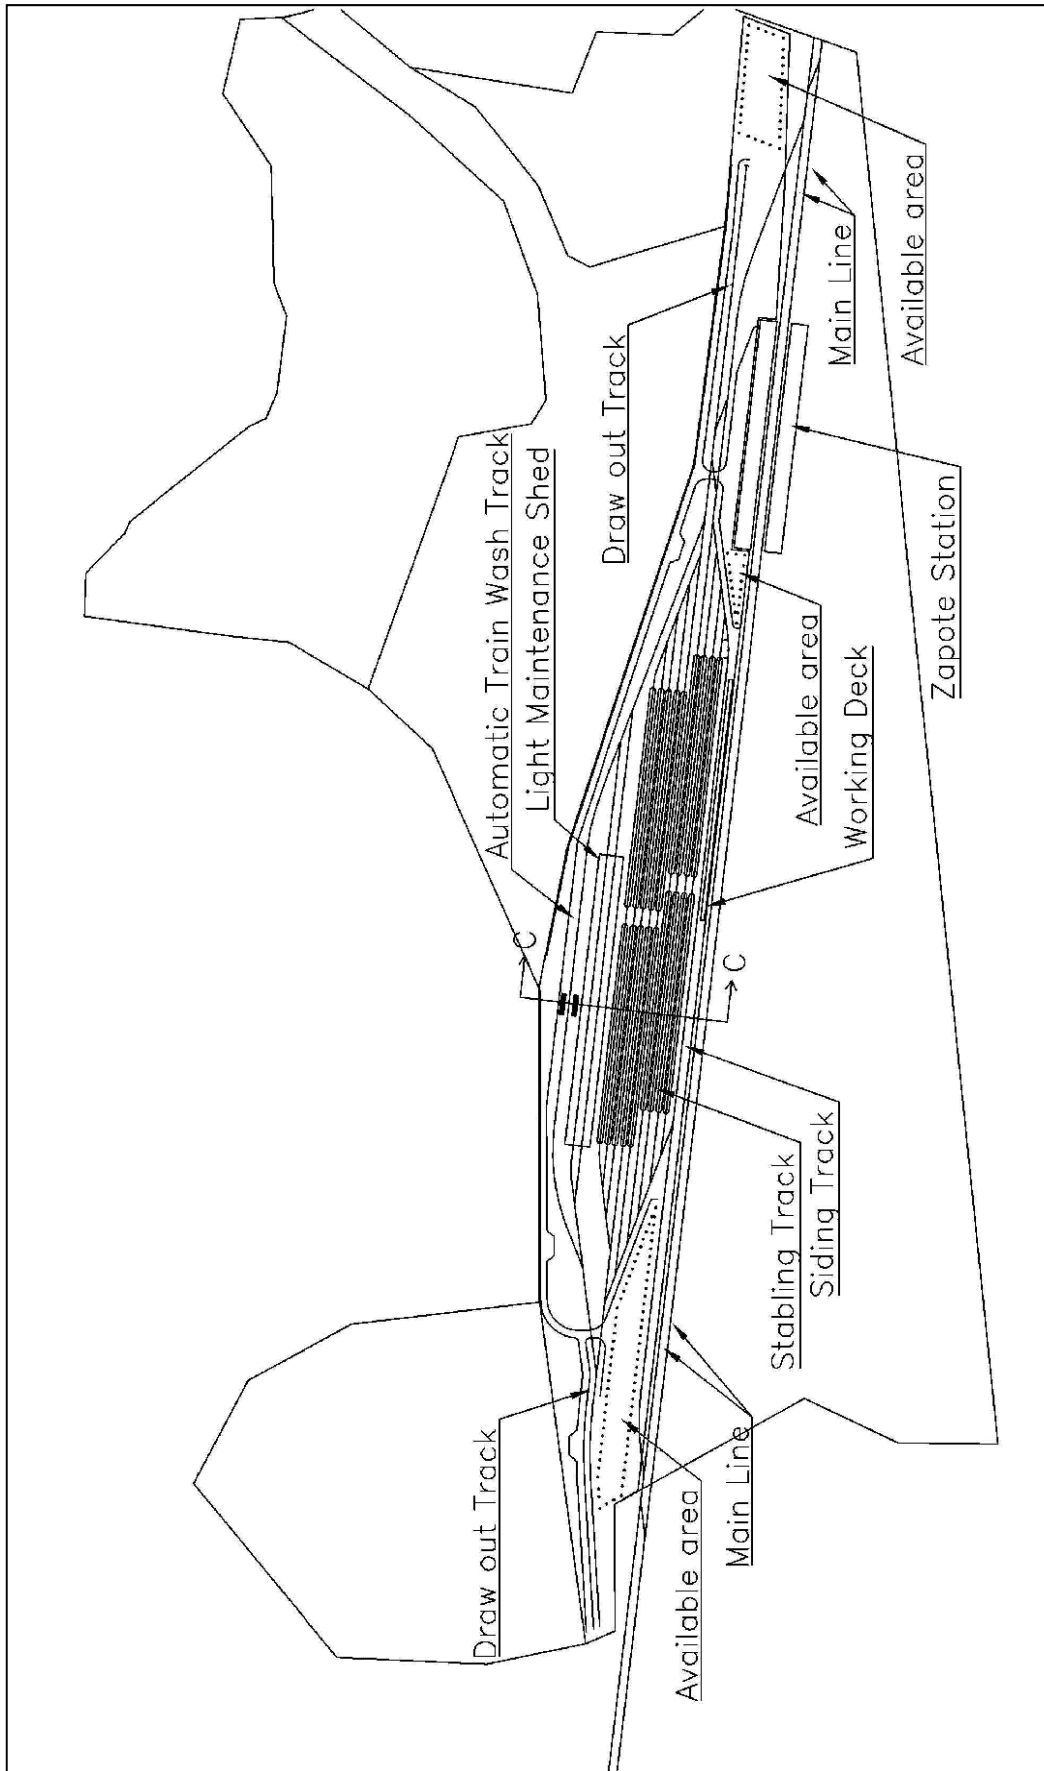 Draw out Track
Automatic Train Wash Track
Light Maintenance Shed
Draw out Track
C
C
Available area
Main Line
Stabling Track
Siding Track
Available area
Working Deck
Zapote Station
Main Line
Available area